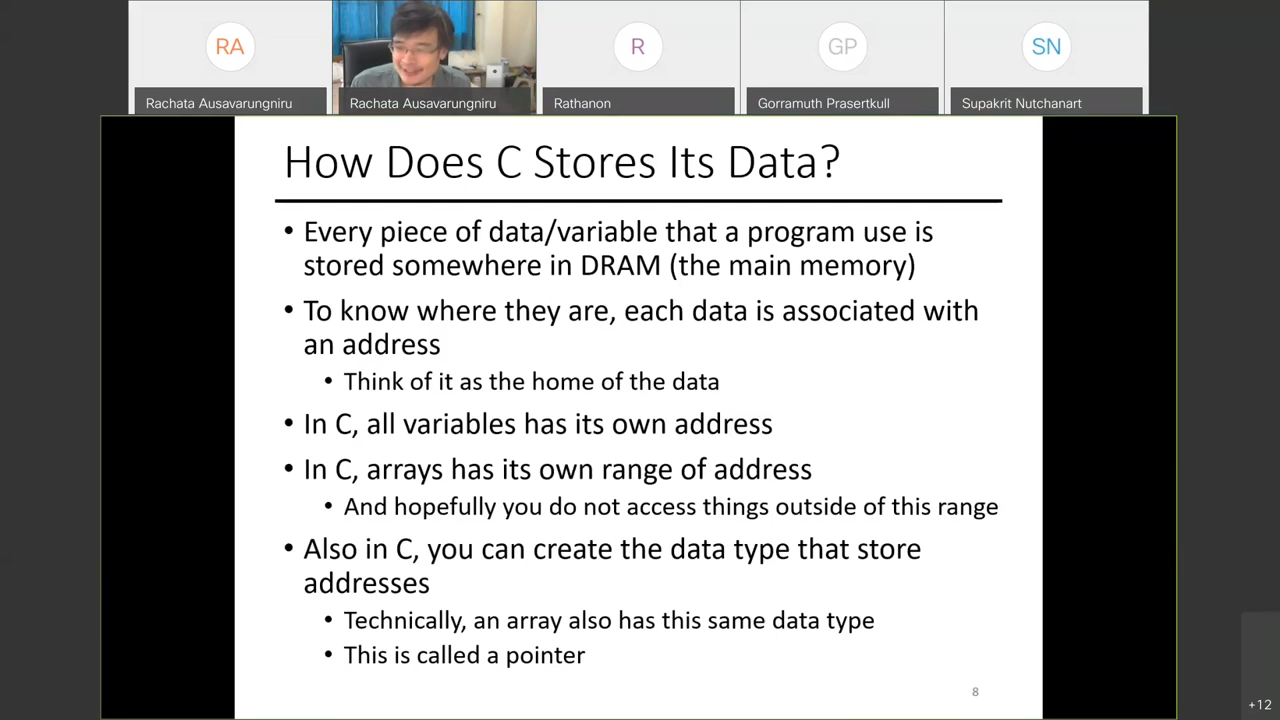 RA
R
GP
SN
Rachata Ausavarungniru
Rachata Ausavarungniru
Rathanon
Gorramuth Prasertkull
Supakrit Nutchanart
How Does C Stores Its Data?
• Every piece of data/variable that a program use is
stored somewhere in DRAM (the main memory)
• To know where they are, each data is associated with
an address
• Think of it as the home of the data
• In C, all variables has its own address
• In C, arrays has its own range of address
• And hopefully you do not access things outside of this range
• Also in C, you can create the data type that store
addresses
• Technically, an array also has this same data type
• This is called a pointer
8
+12